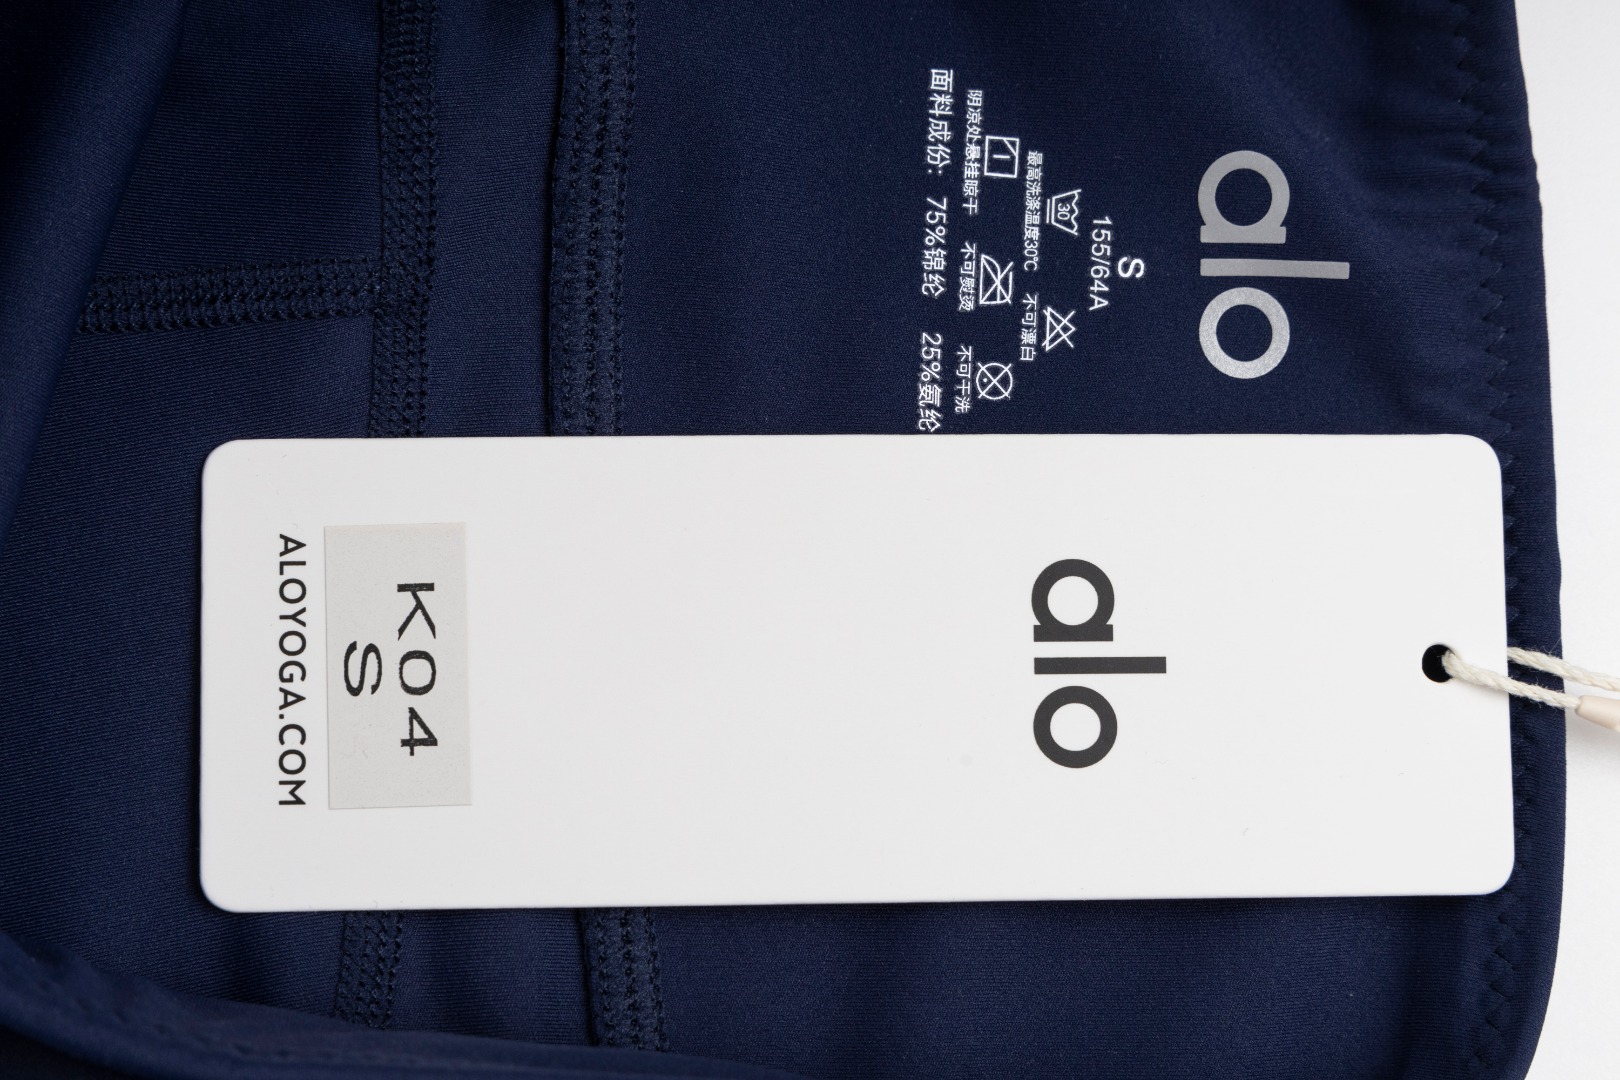 alo
S
155/64A
30
最高洗涤温度30℃ 不可漂白
阴凉处悬挂晾干 不可熨烫 不可干洗
面料成份： 75%锦纶 25%氨纶
alo
K04
S
ALOYOGA.COM